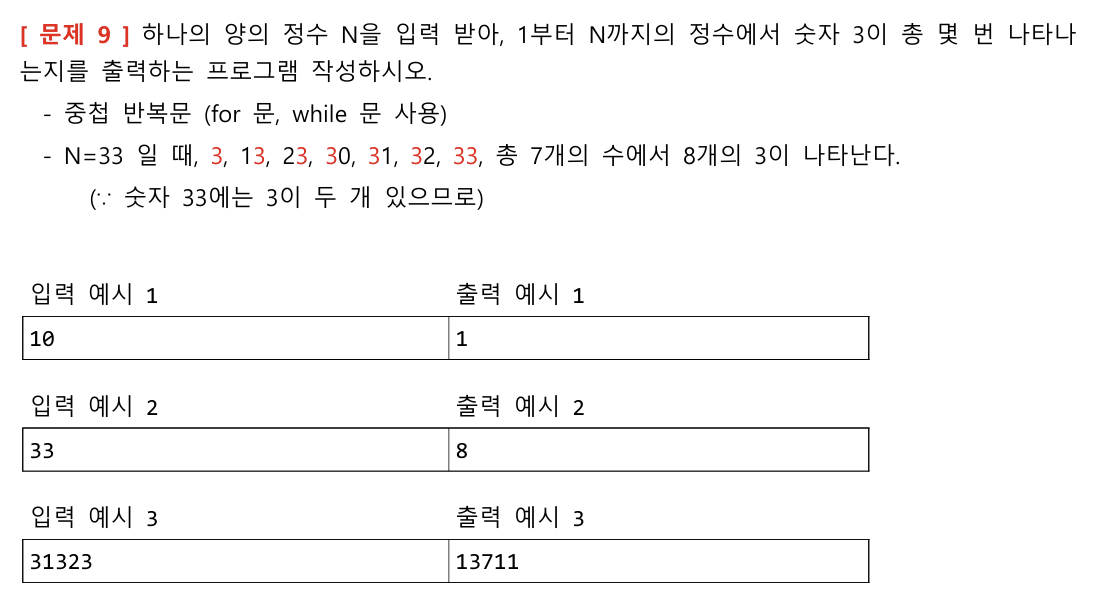 [ 문제 9 ] 하나의 양의 정수 N을 입력 받아, 1부터 N까지의 정수에서 숫자 3이 총 몇 번 나타나
는지를 출력하는 프로그램 작성하시오.
- 중첩 반복문 (for 문, while 문 사용)
- N=33 일 때, 3, 13, 23, 30, 31, 32, 33, 총 7개의 수에서 8개의 3이 나타난다.
(∵ 숫자 33에는 3이 두 개 있으므로)
입력 예시 1 출력 예시 1
10 1
입력 예시 2 출력 예시 2
33 8
입력 예시 3 출력 예시 3
31323 13711